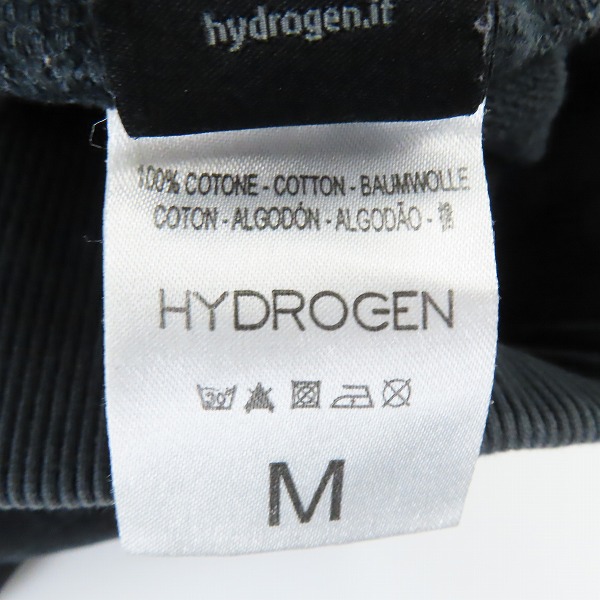 hydrogen.it
100% COTONE - COTTON - BAUMWOLLE
COTON - ALGODÓN - ALGODÃO - 棉
HYDROGEN
30°
M